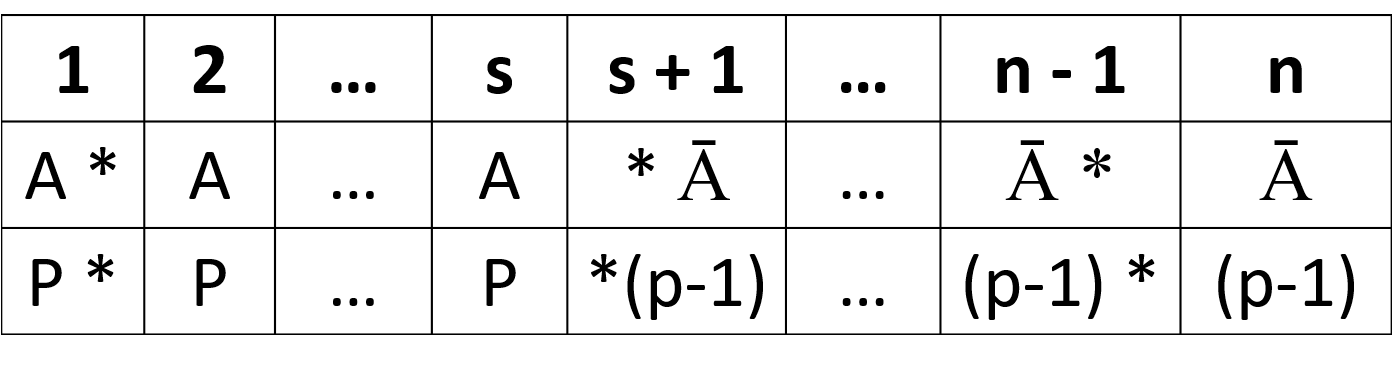 1 2 ... s s + 1 ... n - 1 n
A * A ... A * Ā ... Ā * Ā
P * P ... P *(p-1) ... (p-1) * (p-1)